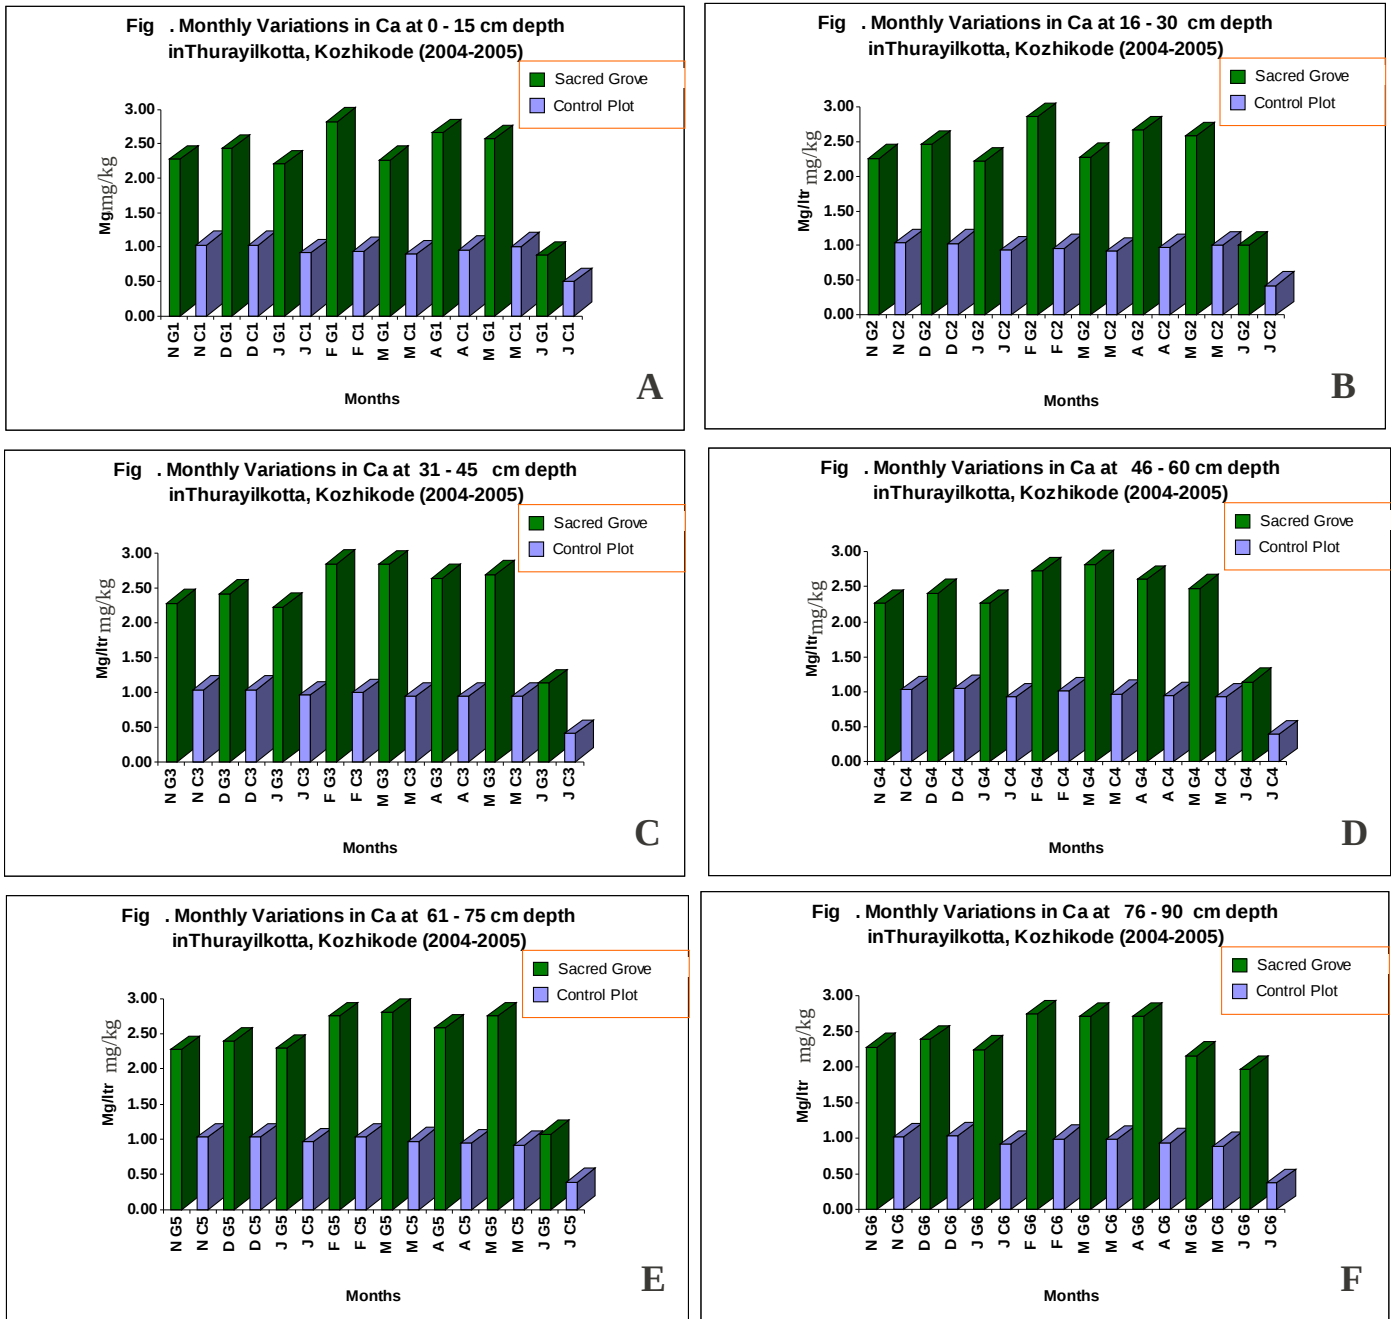 Fig . Monthly Variations in Ca at 0 - 15 cm depth
inThurayilkotta, Kozhikode (2004-2005)
Sacred Grove
Control Plot
3.00
2.50
2.00
1.50
1.00
0.50
0.00
Mgmg/kg
N G1
N C1
D G1
D C1
J G1
J C1
F G1
F C1
M G1
M C1
A G1
A C1
M G1
M C1
J G1
J C1
Months
A
Fig . Monthly Variations in Ca at 16 - 30 cm depth
inThurayilkotta, Kozhikode (2004-2005)
Sacred Grove
Control Plot
3.00
2.50
2.00
1.50
1.00
0.50
0.00
Mg/ltr mg/kg
N G2
N C2
D G2
D C2
J G2
J C2
F G2
F C2
M G2
M C2
A G2
A C2
M G2
M C2
J G2
J C2
Months
B
Fig . Monthly Variations in Ca at 31 - 45 cm depth
inThurayilkotta, Kozhikode (2004-2005)
Sacred Grove
Control Plot
3.00
2.50
2.00
1.50
1.00
0.50
0.00
Mg/ltr mg/kg
N G3
N C3
D G3
D C3
J G3
J C3
F G3
F C3
M G3
M C3
A G3
A C3
M G3
M C3
J G3
J C3
Months
C
Fig . Monthly Variations in Ca at 46 - 60 cm depth
inThurayilkotta, Kozhikode (2004-2005)
Sacred Grove
Control Plot
3.00
2.50
2.00
1.50
1.00
0.50
0.00
Mg/ltr mg/kg
N G4
N C4
D G4
D C4
J G4
J C4
F G4
F C4
M G4
M C4
A G4
A C4
M G4
M C4
J G4
J C4
Months
D
Fig . Monthly Variations in Ca at 61 - 75 cm depth
inThurayilkotta, Kozhikode (2004-2005)
Sacred Grove
Control Plot
3.00
2.50
2.00
1.50
1.00
0.50
0.00
Mg/ltr mg/kg
N G5
N C5
D G5
D C5
J G5
J C5
F G5
F C5
M G5
M C5
A G5
A C5
M G5
M C5
J G5
J C5
Months
E
Fig . Monthly Variations in Ca at 76 - 90 cm depth
inThurayilkotta, Kozhikode (2004-2005)
Sacred Grove
Control Plot
3.00
2.50
2.00
1.50
1.00
0.50
0.00
Mg/ltr mg/kg
N G6
N C6
D G6
D C6
J G6
J C6
F G6
F C6
M G6
M C6
A G6
A C6
M G6
M C6
J G6
J C6
Months
F